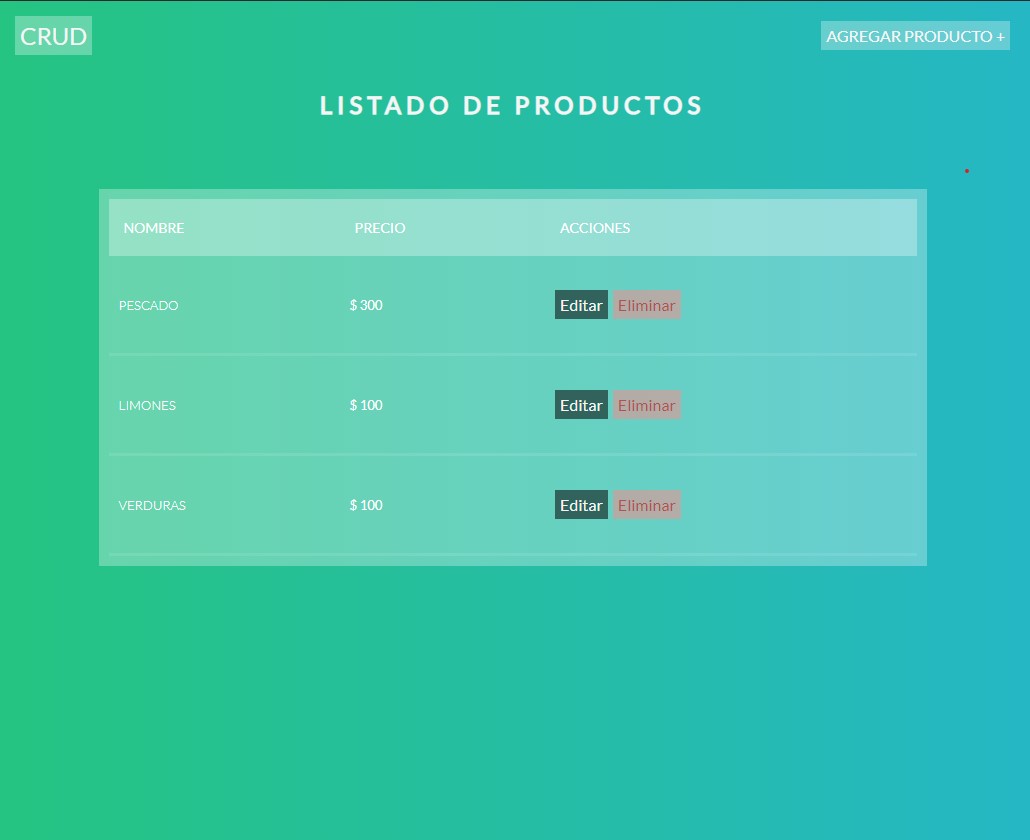 CRUD
AGREGAR PRODUCTO +
LISTADO DE PRODUCTOS
NOMBRE PRECIO ACCIONES
PESCADO $ 300 Editar Eliminar
LIMONES $ 100 Editar Eliminar
VERDURAS $ 100 Editar Eliminar